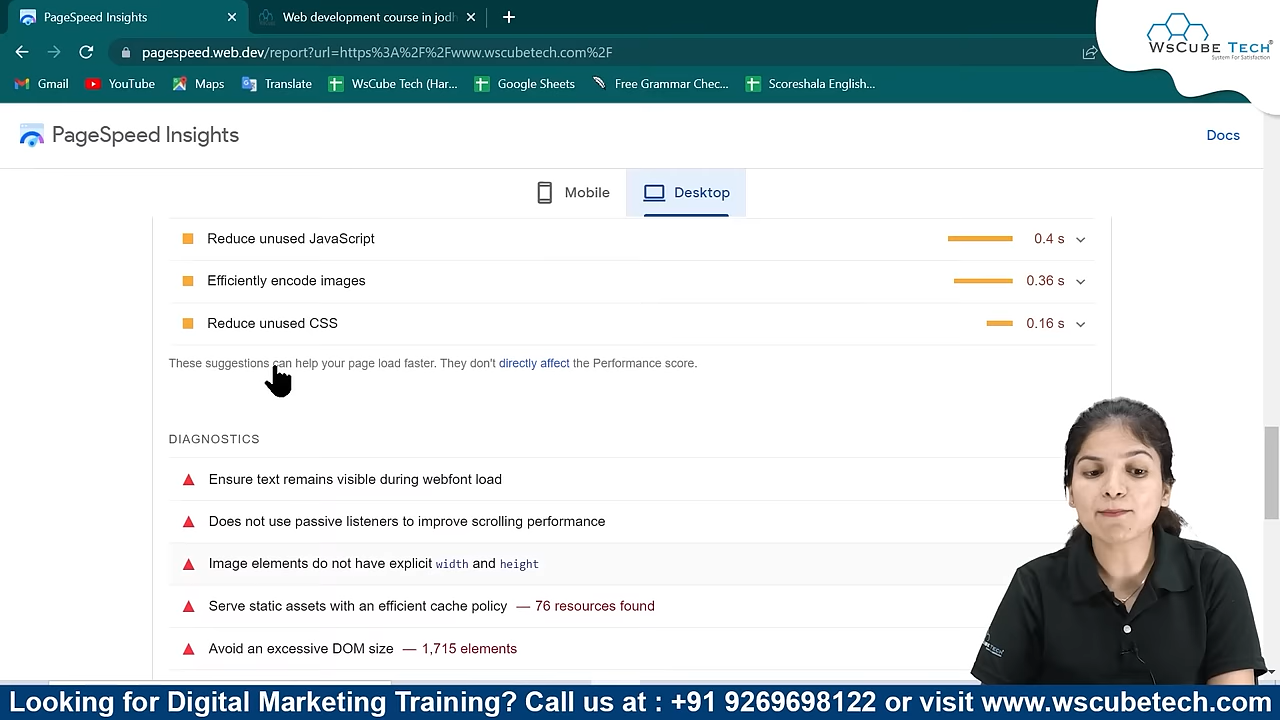 PageSpeed Insights
Web development course in jodh
WsCube Tech
System For Satisfaction
pagespeed.web.dev/report?url=https%3A%2F%2Fwww.wscubetech.com%2F
Gmail YouTube Maps Translate WsCube Tech (Har... Google Sheets Free Grammar Chec... Scoreshala English...
PageSpeed Insights Docs
Mobile Desktop
Reduce unused JavaScript 0.4 s
Efficiently encode images 0.36 s
Reduce unused CSS 0.16 s
These suggestions can help your page load faster. They don't directly affect the Performance score.
DIAGNOSTICS
Ensure text remains visible during webfont load
Does not use passive listeners to improve scrolling performance
Image elements do not have explicit width and height
Serve static assets with an efficient cache policy — 76 resources found
Avoid an excessive DOM size — 1,715 elements
Looking for Digital Marketing Training? Call us at : +91 9269698122 or visit www.wscubetech.com